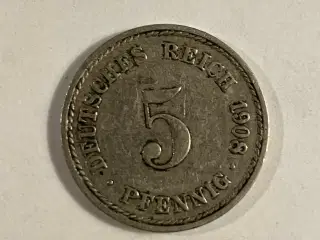 DEUTSCHES REICH 1908
5
PFENNIG